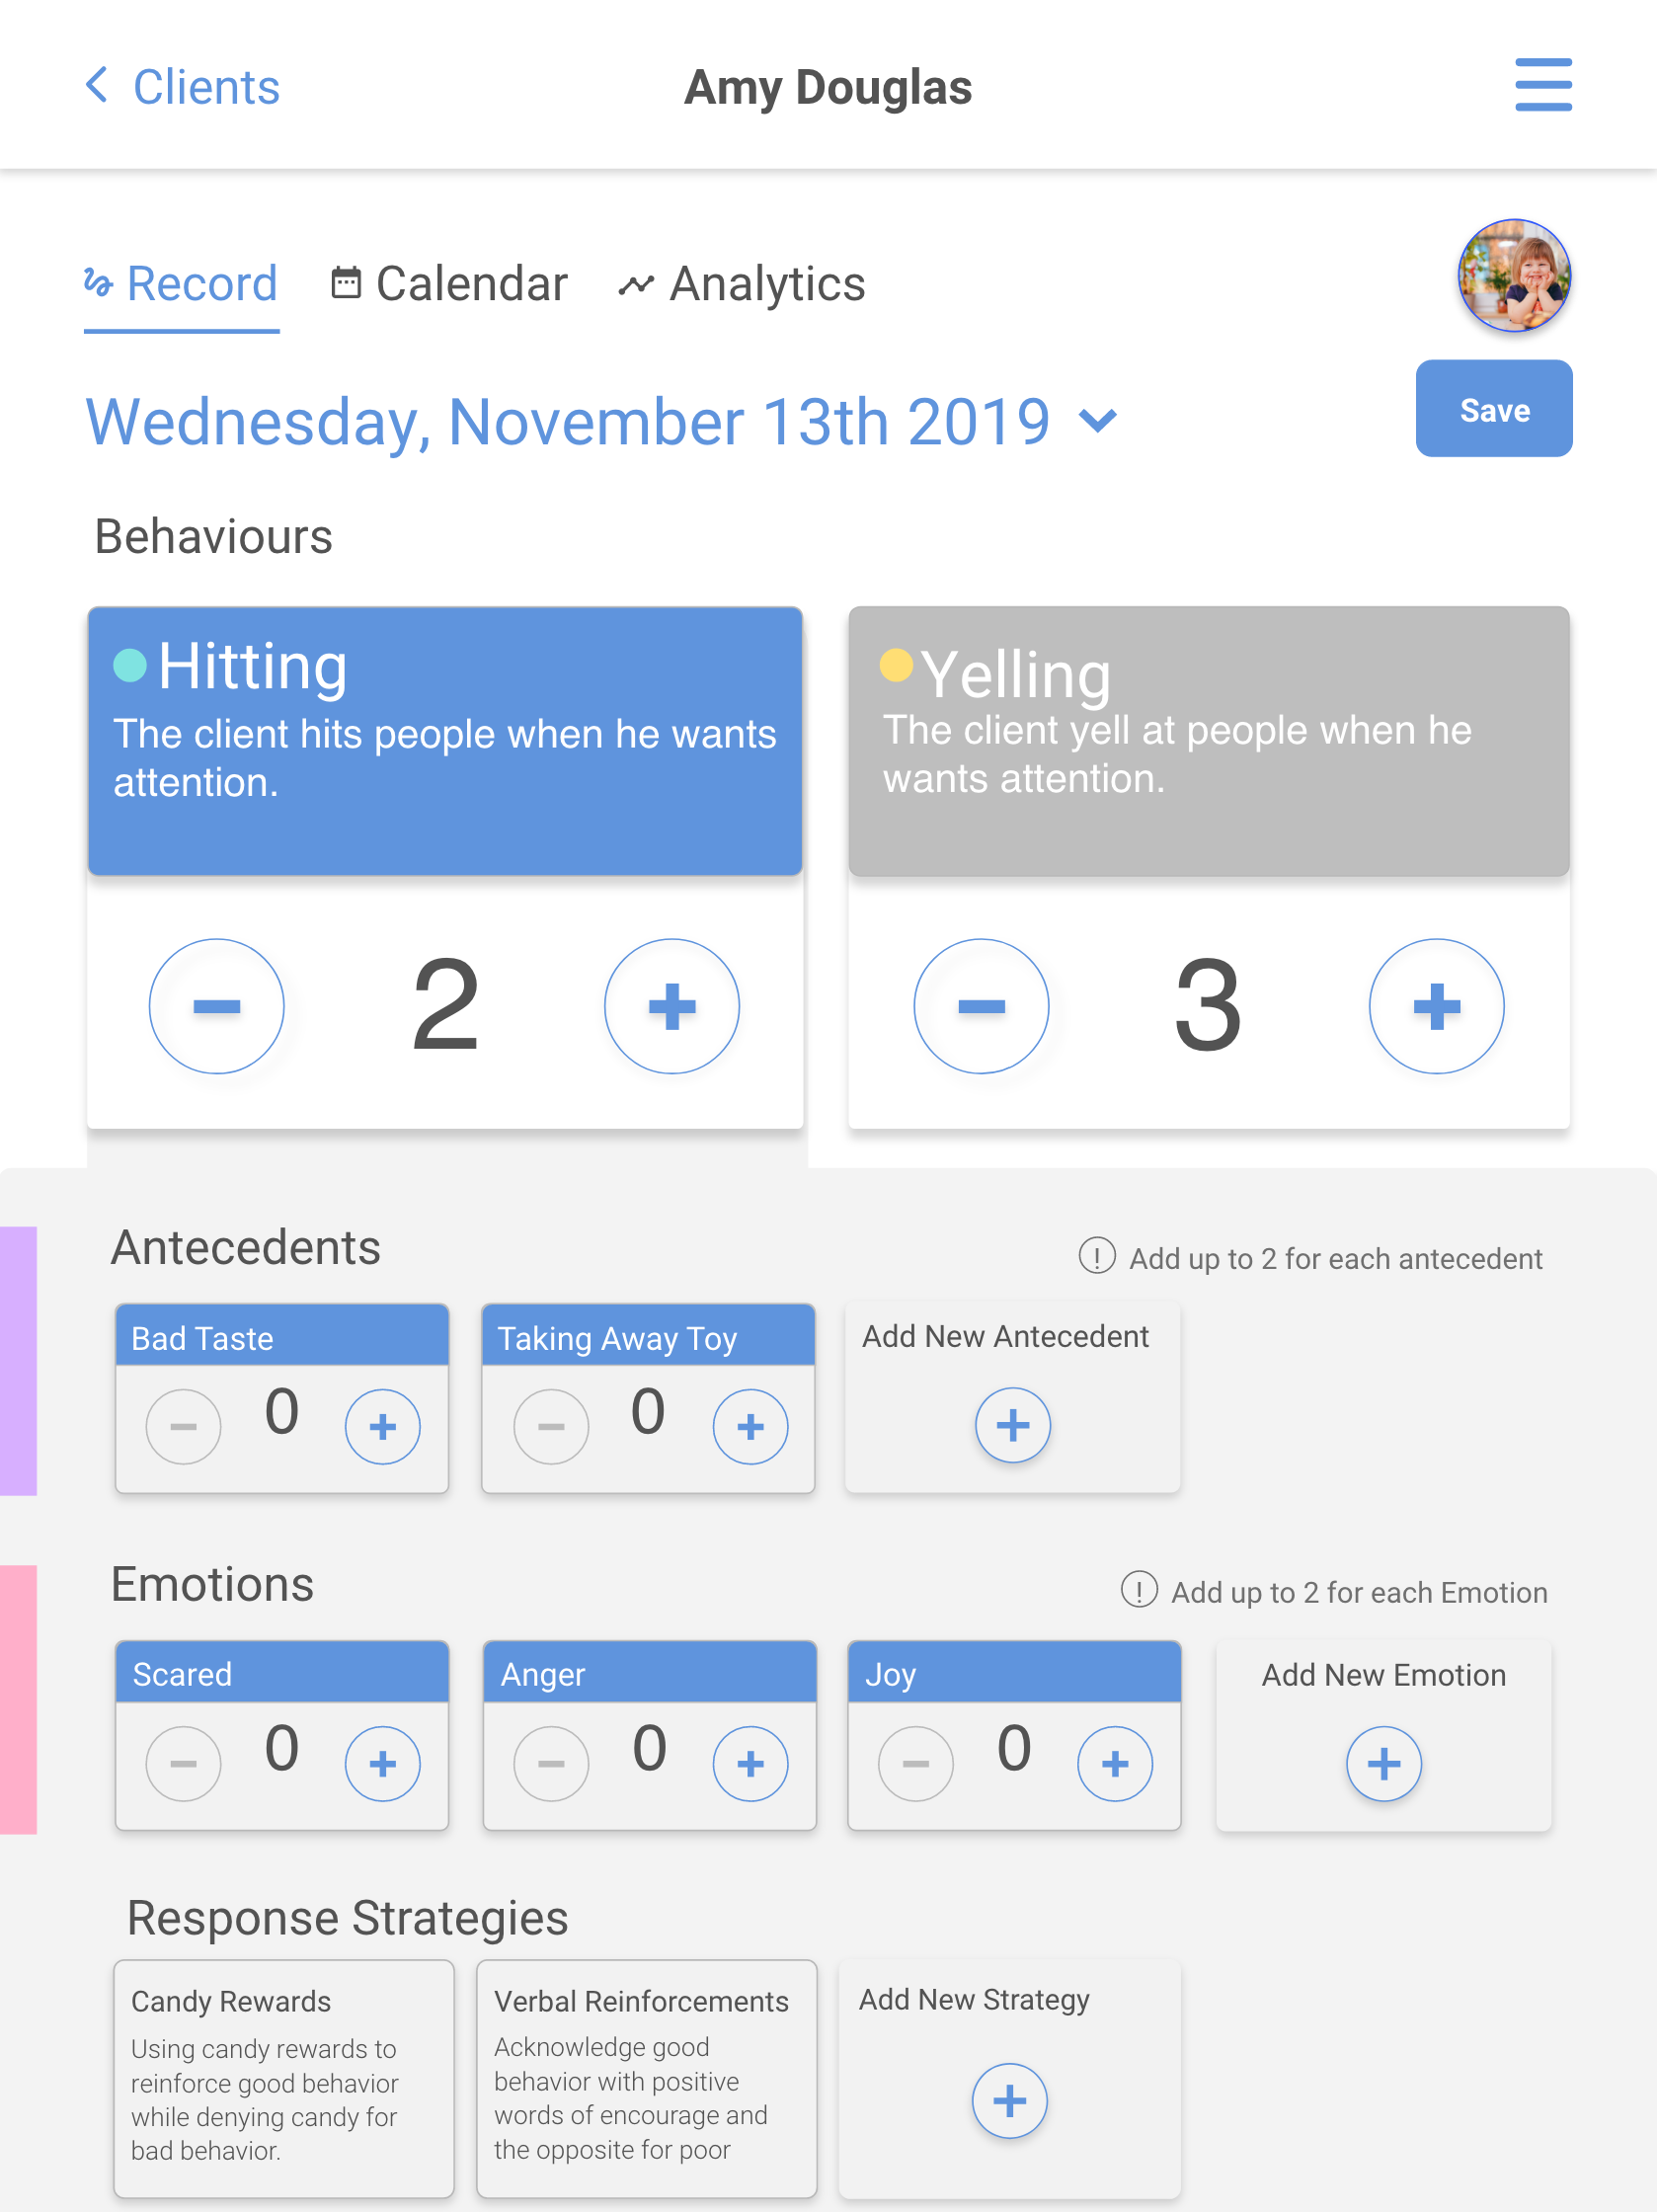 Clients
Amy Douglas
Record
Calendar
Analytics
Wednesday, November 13th 2019
Save
Behaviours
Hitting
The client hits people when he wants
attention.
Yelling
The client yell at people when he
wants attention.
2
3
Antecedents
! Add up to 2 for each antecedent
Bad Taste
Taking Away Toy
Add New Antecedent
0
0
Emotions
! Add up to 2 for each Emotion
Scared
Anger
Joy
Add New Emotion
0
0
0
Response Strategies
Candy Rewards
Using candy rewards to
reinforce good behavior
while denying candy for
bad behavior.
Verbal Reinforcements
Acknowledge good
behavior with positive
words of encourage and
the opposite for poor
Add New Strategy